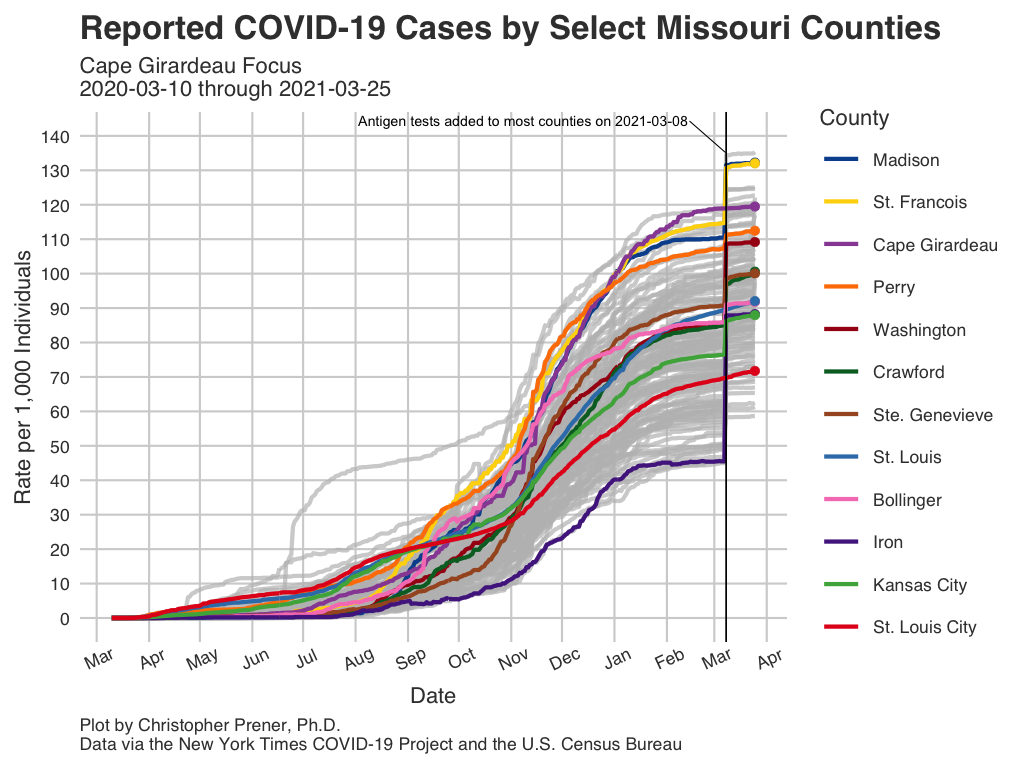 Reported COVID-19 Cases by Select Missouri Counties
Cape Girardeau Focus
2020-03-10 through 2021-03-25
Antigen tests added to most counties on 2021-03-08
Rate per 1,000 Individuals
140
130
120
110
100
90
80
70
60
50
40
30
20
10
0
Mar Apr May Jun Jul Aug Sep Oct Nov Dec Jan Feb Mar Apr
Date
County
Madison
St. Francois
Cape Girardeau
Perry
Washington
Crawford
Ste. Genevieve
St. Louis
Bollinger
Iron
Kansas City
St. Louis City
Plot by Christopher Prener, Ph.D.
Data via the New York Times COVID-19 Project and the U.S. Census Bureau